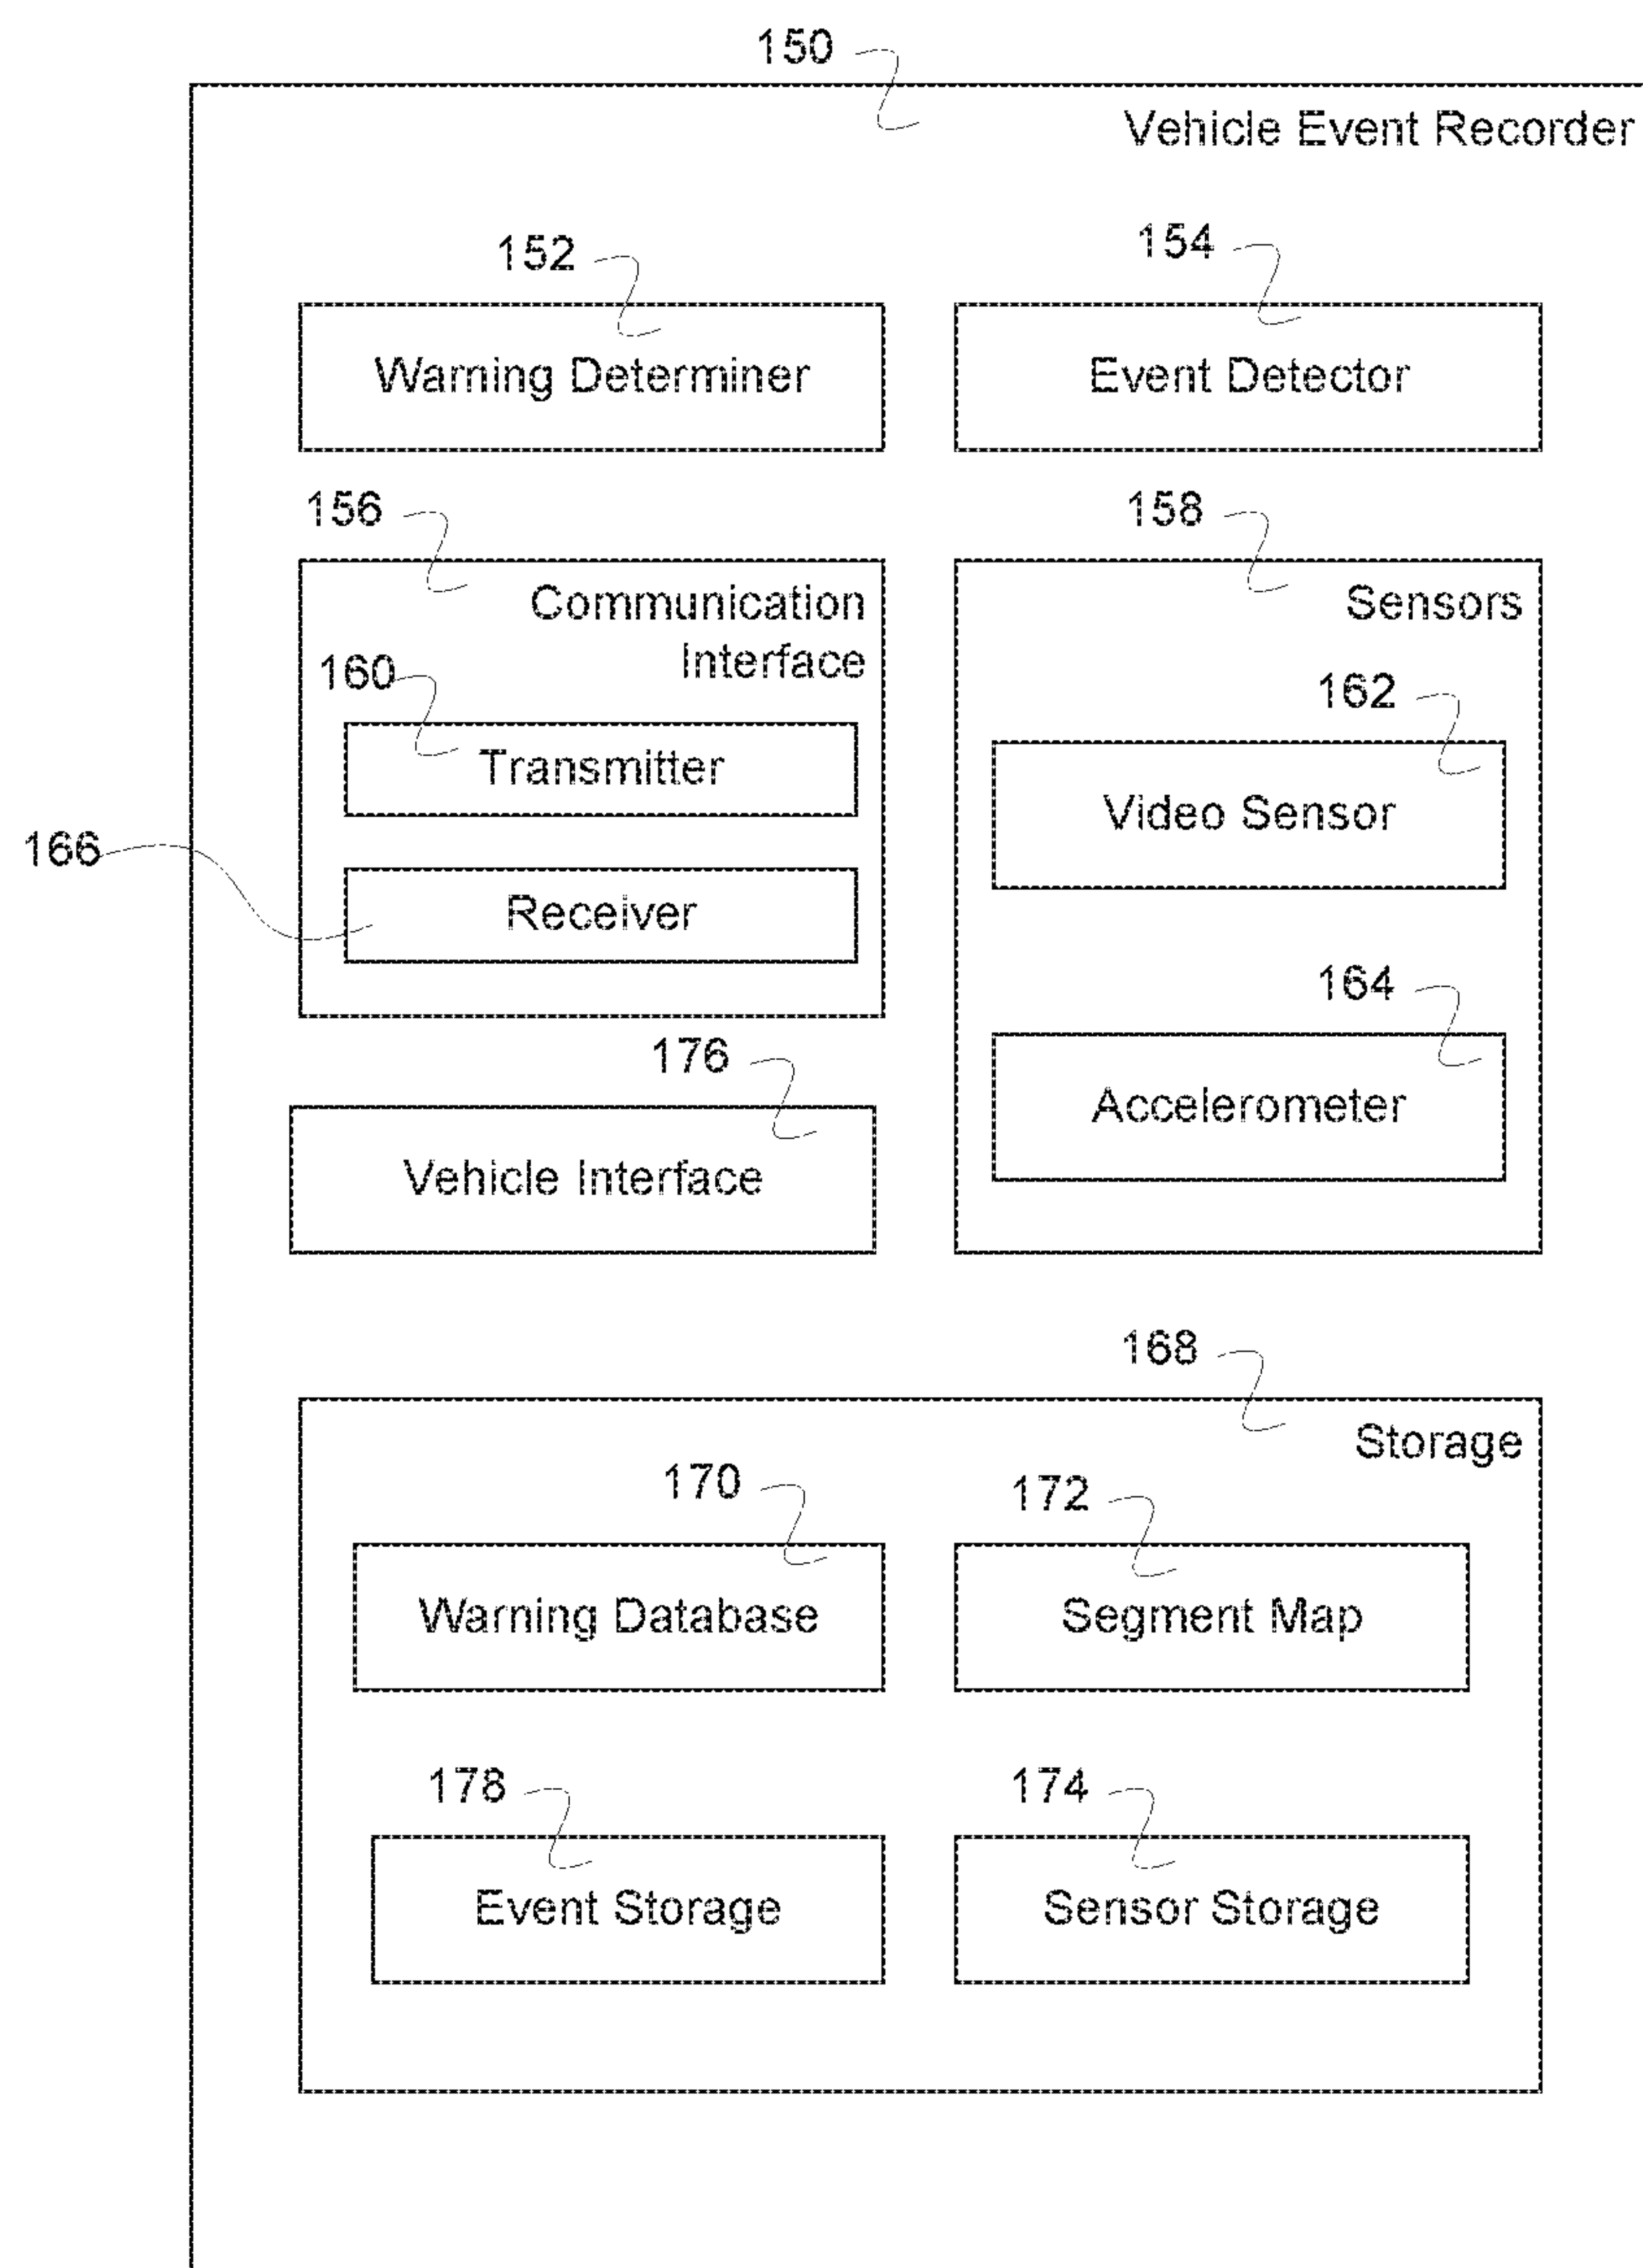 150
Vehicle Event Recorder
152
154
Warning Determiner
Event Detector
156
158
Communication
Interface
Sensors
160
162
Transmitter
Video Sensor
166
Receiver
164
176
Accelerometer
Vehicle Interface
168
Storage
170
172
Warning Database
Segment Map
178
174
Event Storage
Sensor Storage